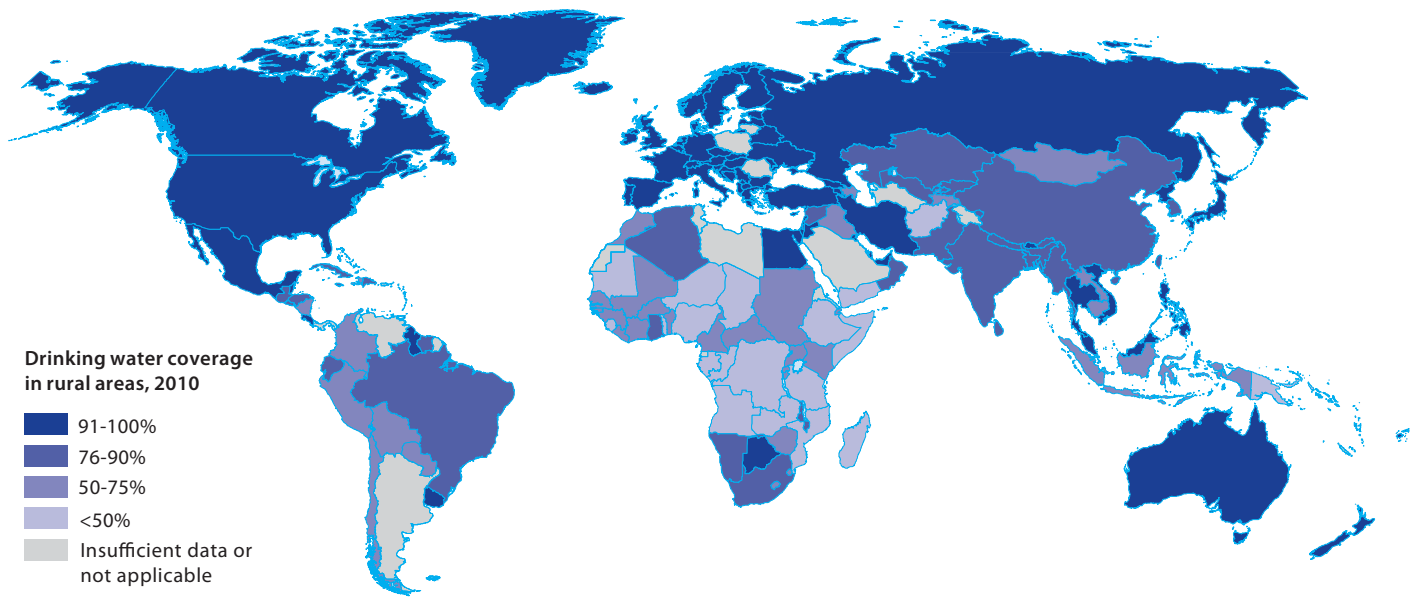 Drinking water coverage
in rural areas, 2010
91-100%
76-90%
50-75%
<50%
Insufficient data or
not applicable